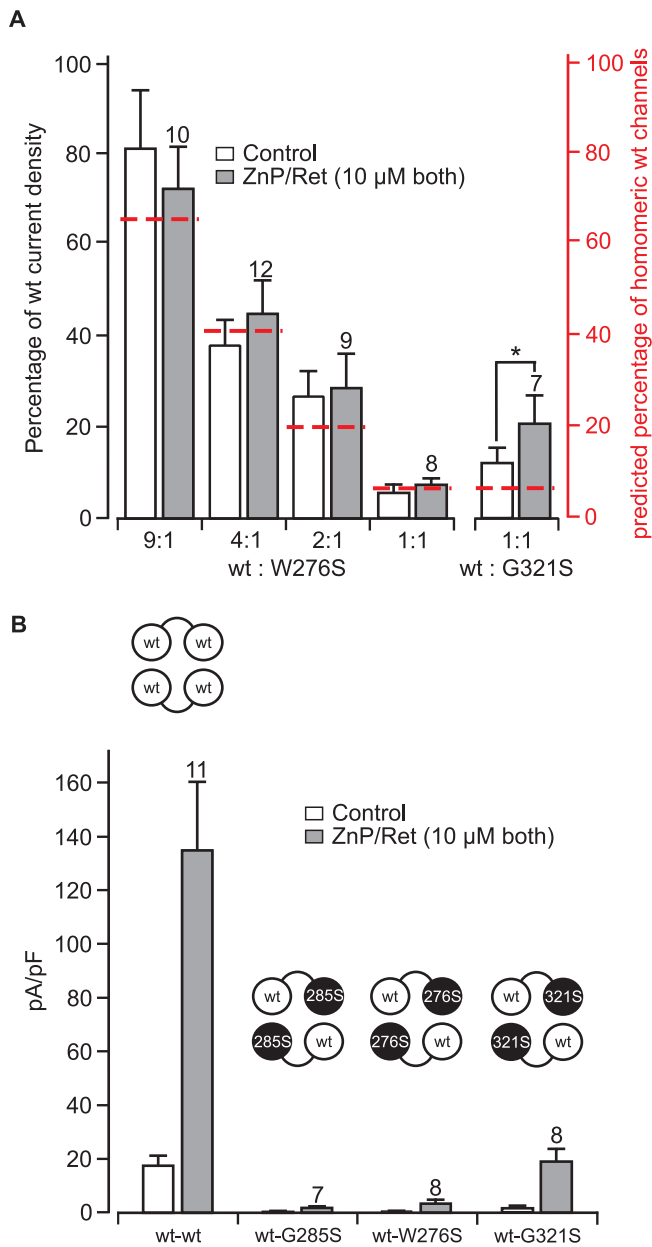 A
Percentage of wt current density
100
80
60
40
20
0
Control
ZnP/Ret (10 µM both)
10
12
9
8
*
7
100
80
60
40
20
0
predicted percentage of homomeric wt channels
9:1
4:1
2:1
1:1
1:1
wt : W276S
wt : G321S
B
wt
wt
wt
wt
pA/pF
160
140
120
100
80
60
40
20
0
11
Control
ZnP/Ret (10 µM both)
wt
285S
285S
wt
wt
276S
276S
wt
wt
321S
321S
wt
7
8
8
wt-wt
wt-G285S
wt-W276S
wt-G321S